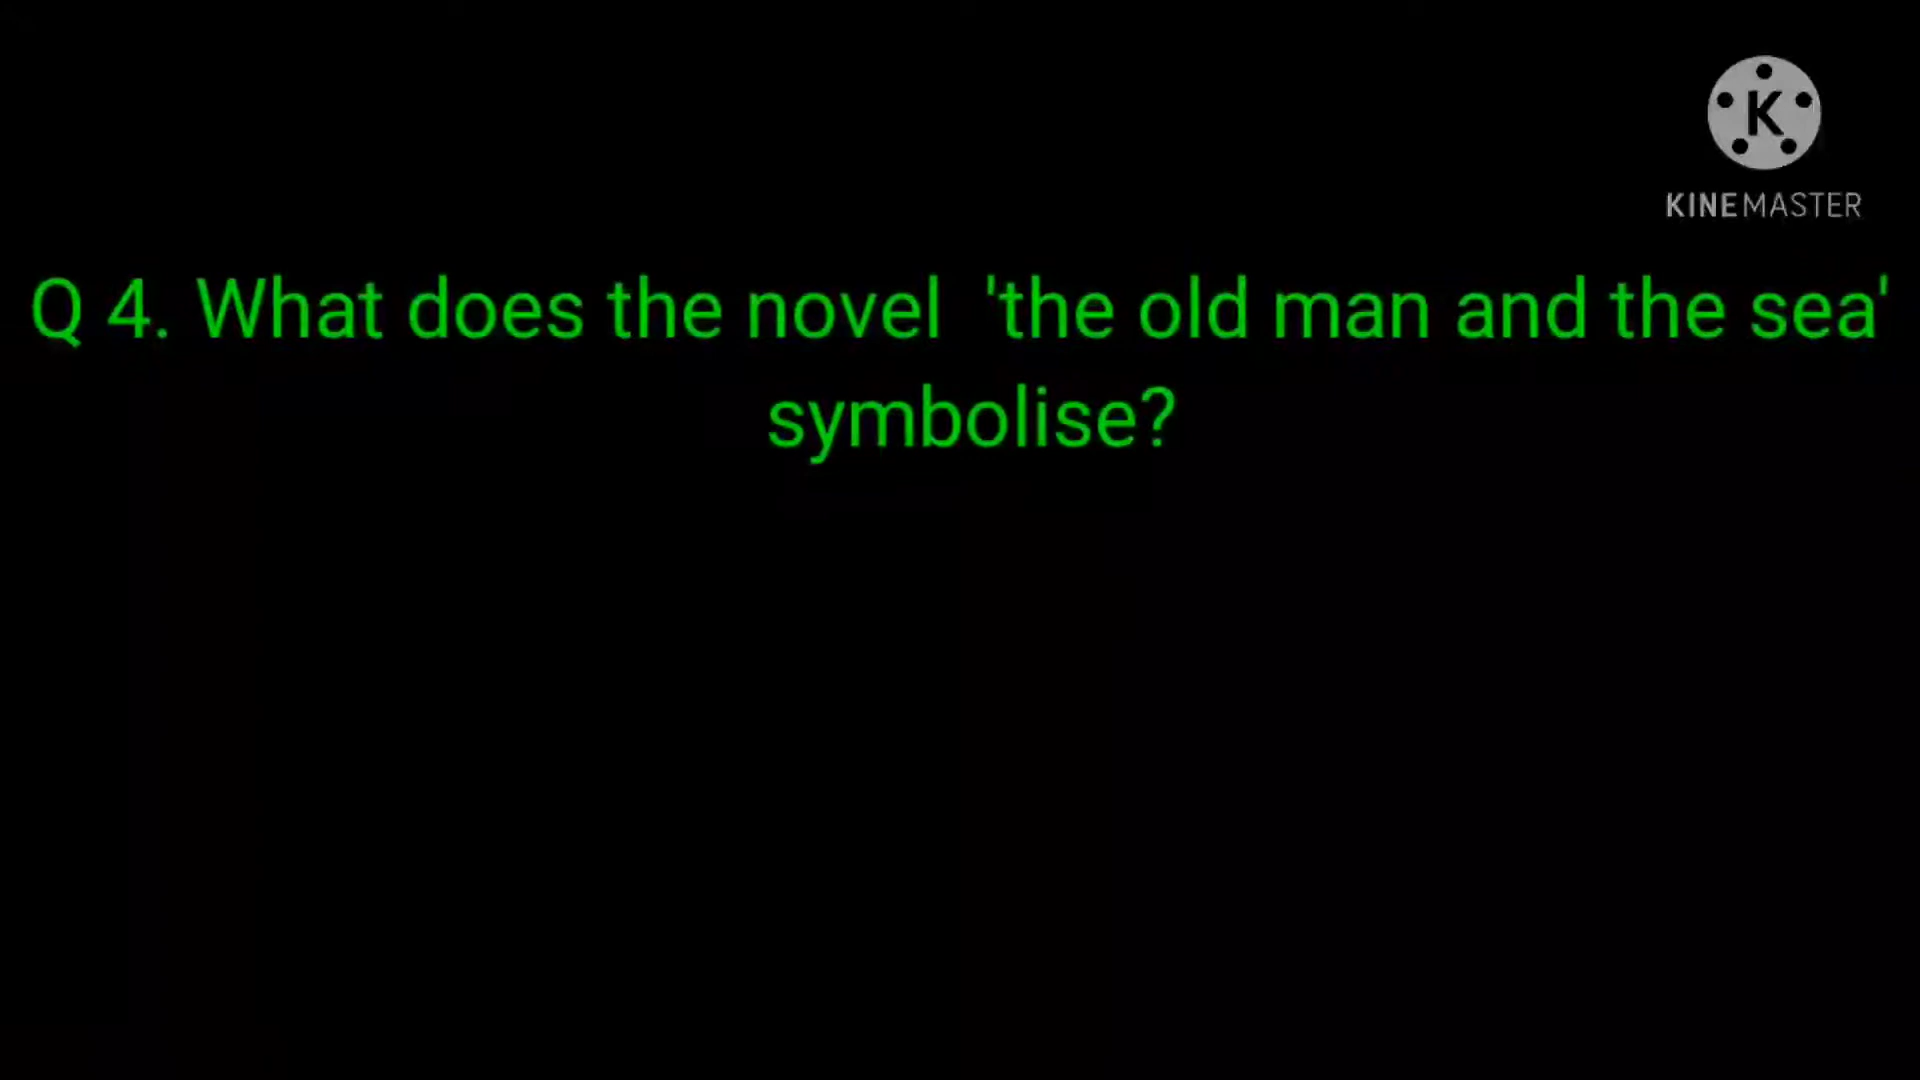 K
KINEMASTER
Q 4. What does the novel  'the old man and the sea'
symbolise?